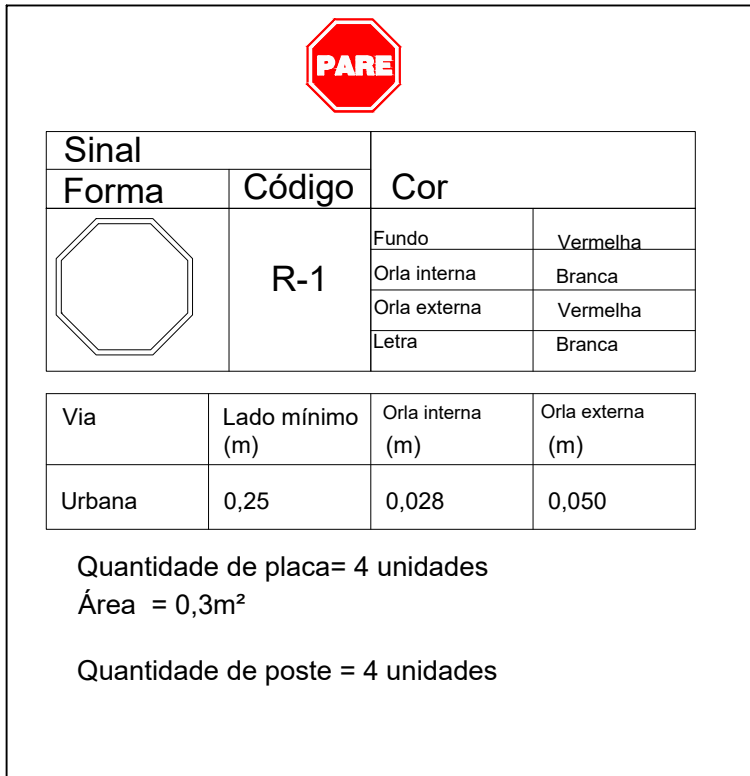 PARE
Sinal
Forma Código Cor
R-1
Fundo Vermelha
Orla interna Branca
Orla externa Vermelha
Letra Branca
Via Lado mínimo (m) Orla interna (m) Orla externa (m)
Urbana 0,25 0,028 0,050
Quantidade de placa= 4 unidades
Área = 0,3m²
Quantidade de poste = 4 unidades